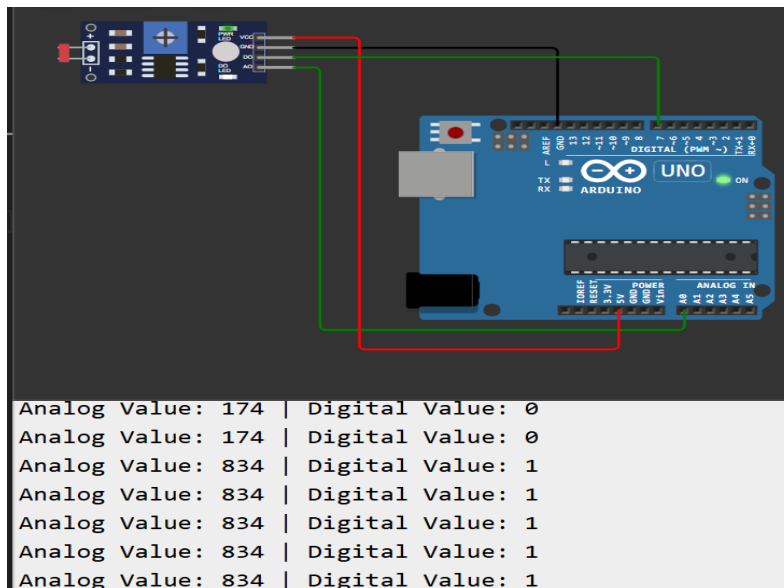 +
-
PWR
LED
DO
LED
VCC
GND
DO
AO
AREF
GND
13
12
~11
~10
~9
8
7
~6
~5
4
~3
2
TX→1
RX←0
DIGITAL (PWM ~)
L
TX
RX
ARDUINO
UNO
ON
IOREF
RESET
3.3V
5V
GND
GND
Vin
POWER
ANALOG IN
A0
A1
A2
A3
A4
A5
Analog Value: 174 | Digital Value: 0
Analog Value: 174 | Digital Value: 0
Analog Value: 834 | Digital Value: 1
Analog Value: 834 | Digital Value: 1
Analog Value: 834 | Digital Value: 1
Analog Value: 834 | Digital Value: 1
Analog Value: 834 | Digital Value: 1